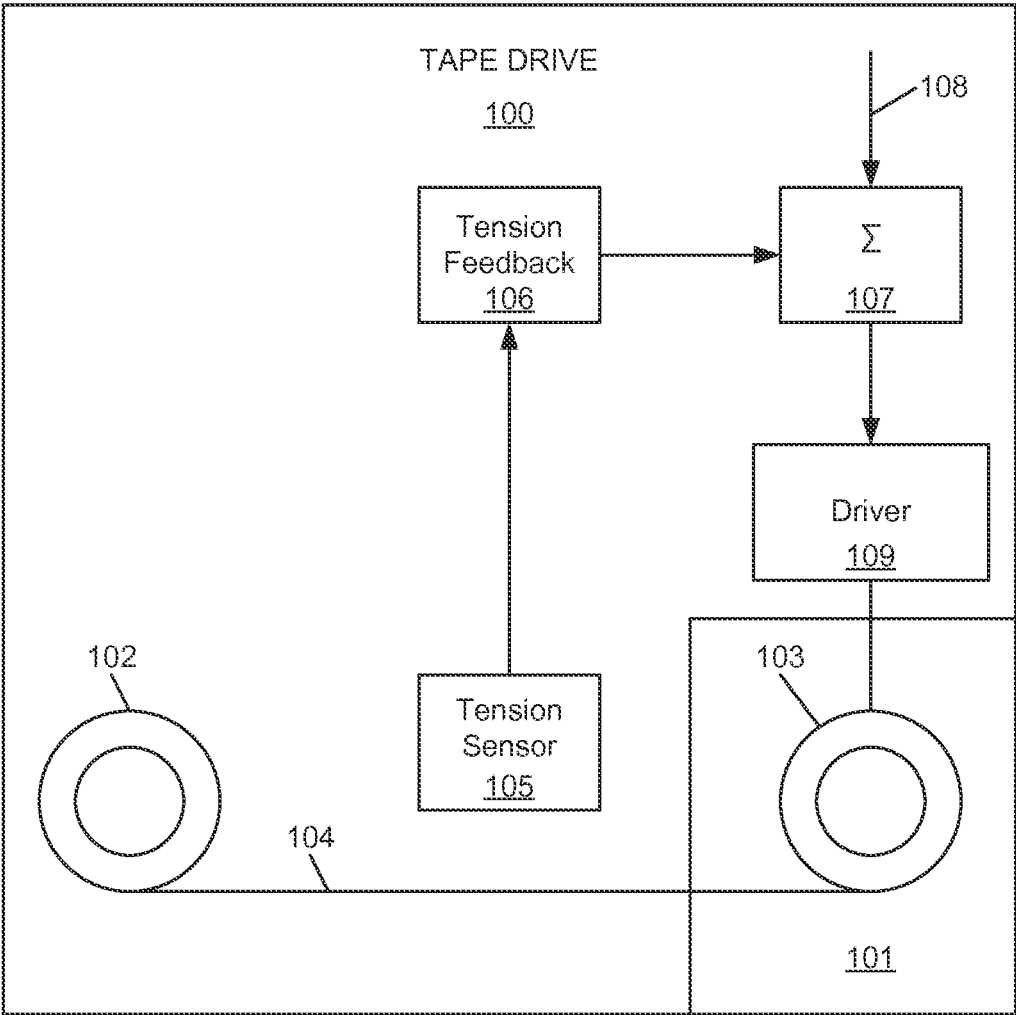 TAPE DRIVE
100
108
Tension
Feedback
106
Σ
107
Driver
109
102
103
Tension
Sensor
105
104
101